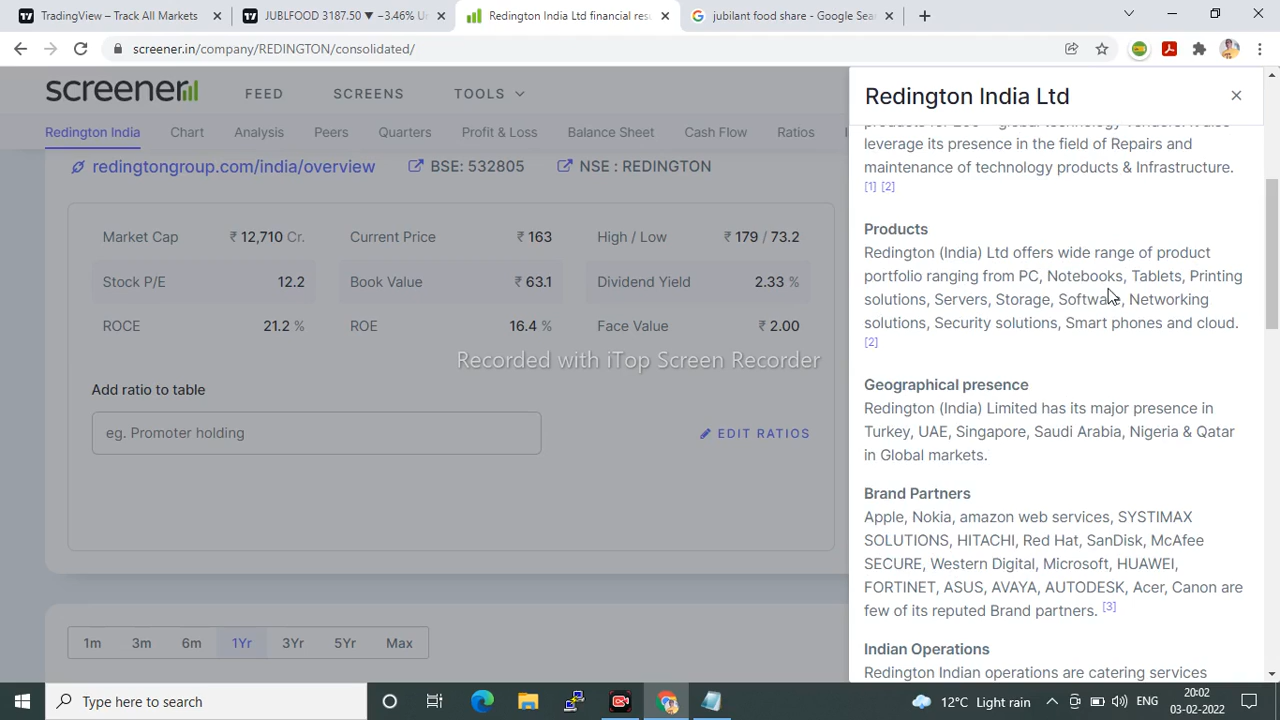 TradingView – Track All Markets
JUBLFOOD 3187.50 ▼ −3.46% U
Redington India Ltd financial res
jubilant food share - Google Sea
screener.in/company/REDINGTON/consolidated/
screener
FEED
SCREENS
TOOLS
Redington India
Chart
Analysis
Peers
Quarters
Profit & Loss
Balance Sheet
Cash Flow
Ratios
redingtongroup.com/india/overview
BSE: 532805
NSE : REDINGTON
Market Cap ₹ 12,710 Cr.
Current Price ₹ 163
High / Low ₹ 179 / 73.2
Stock P/E 12.2
Book Value ₹ 63.1
Dividend Yield 2.33 %
ROCE 21.2 %
ROE 16.4 %
Face Value ₹ 2.00
Recorded with iTop Screen Recorder
Add ratio to table
eg. Promoter holding
EDIT RATIOS
1m 3m 6m 1Yr 3Yr 5Yr Max
Redington India Ltd
leverage its presence in the field of Repairs and
maintenance of technology products & Infrastructure.
[1] [2]
Products
Redington (India) Ltd offers wide range of product
portfolio ranging from PC, Notebooks, Tablets, Printing
solutions, Servers, Storage, Software, Networking
solutions, Security solutions, Smart phones and cloud.
[2]
Geographical presence
Redington (India) Limited has its major presence in
Turkey, UAE, Singapore, Saudi Arabia, Nigeria & Qatar
in Global markets.
Brand Partners
Apple, Nokia, amazon web services, SYSTIMAX
SOLUTIONS, HITACHI, Red Hat, SanDisk, McAfee
SECURE, Western Digital, Microsoft, HUAWEI,
FORTINET, ASUS, AVAYA, AUTODESK, Acer, Canon are
few of its reputed Brand partners. [3]
Indian Operations
Redington Indian operations are catering services
Type here to search
12°C Light rain
ENG
20:02
03-02-2022